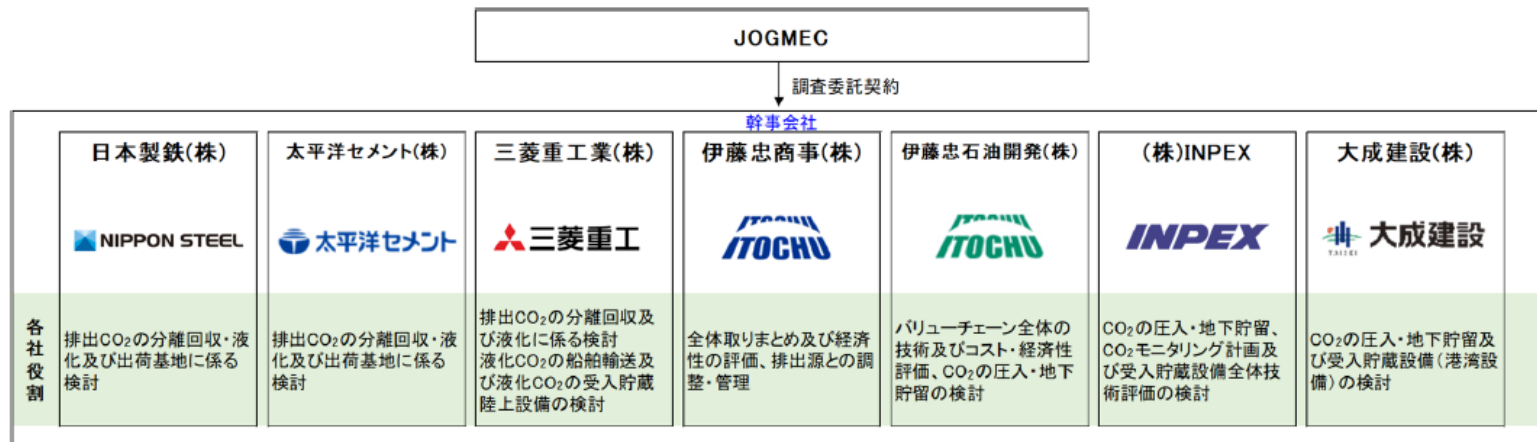 JOGMEC
調査委託契約
幹事会社
日本製鉄(株)
NIPPON STEEL
排出CO₂の分離回収・液
化及び出荷基地に係る
検討
太平洋セメント(株)
太平洋セメント
排出CO₂の分離回収・液
化及び出荷基地に係る
検討
三菱重工業(株)
三菱重工
排出CO₂の分離回収及
び液化に係る検討
液化CO₂の船舶輸送及
び液化CO₂の受入貯蔵
陸上設備の検討
伊藤忠商事(株)
ITOCHU
ITOCHU
全体取りまとめ及び経済
性の評価、排出源との調
整・管理
伊藤忠石油開発(株)
ITOCHU
ITOCHU
バリューチェーン全体の
技術及びコスト・経済性
評価、CO₂の圧入・地下
貯留の検討
(株)INPEX
INPEX
CO₂の圧入・地下貯留、
CO₂モニタリング計画及
び受入貯蔵設備全体技
術評価の検討
大成建設(株)
TAISEI
大成建設
CO₂の圧入・地下貯留及
び受入貯蔵設備(港湾設
備)の検討
各社役割